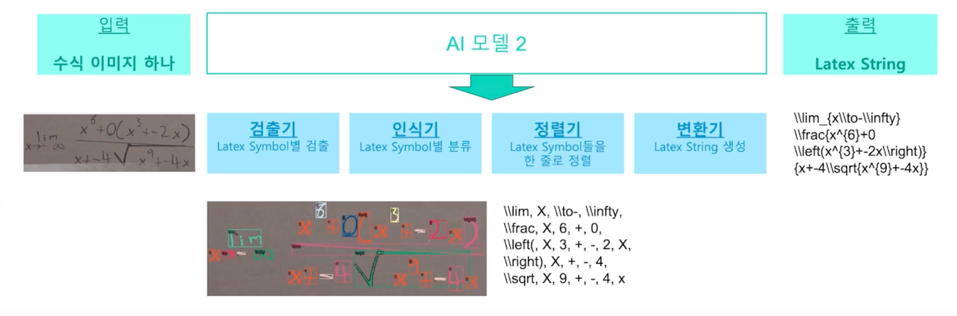 입력
수식 이미지 하나
AI 모델 2
출력
Latex String
lim x→-∞ x^6+0(x^3+-2x)
x+-4√x^9+-4x
검출기
Latex Symbol별 검출
인식기
Latex Symbol별 분류
정렬기
Latex Symbol들을
한 줄로 정렬
변환기
Latex String 생성
\\lim_{x\\to-\\infty}
\\frac{x^{6}+0
\\left(x^{3}+-2x\\right)}
{x+-4\\sqrt{x^{9}+-4x}}
lim x 6 + 0 ( x 3 + - 2 x )
x + - 4 √ x 9 + - 4 x
\\lim, X, \\to-, \\infty,
\\frac, X, 6, +, 0,
\\left(, X, 3, +, -, 2, X,
\\right), X, +, -, 4,
\\sqrt, X, 9, +, -, 4, x